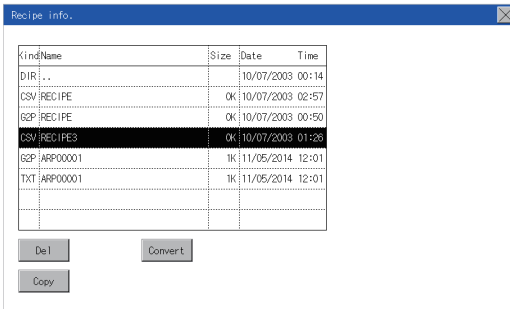 Recipe info.
Kind Name Size Date Time
DIR .. 10/07/2003 00:14
CSV RECIPE 0K 10/07/2003 02:57
G2P RECIPE 0K 10/07/2003 00:50
CSV RECIPE3 0K 10/07/2003 01:26
G2P ARP00001 1K 11/05/2014 12:01
TXT ARP00001 1K 11/05/2014 12:01
Del Convert
Copy